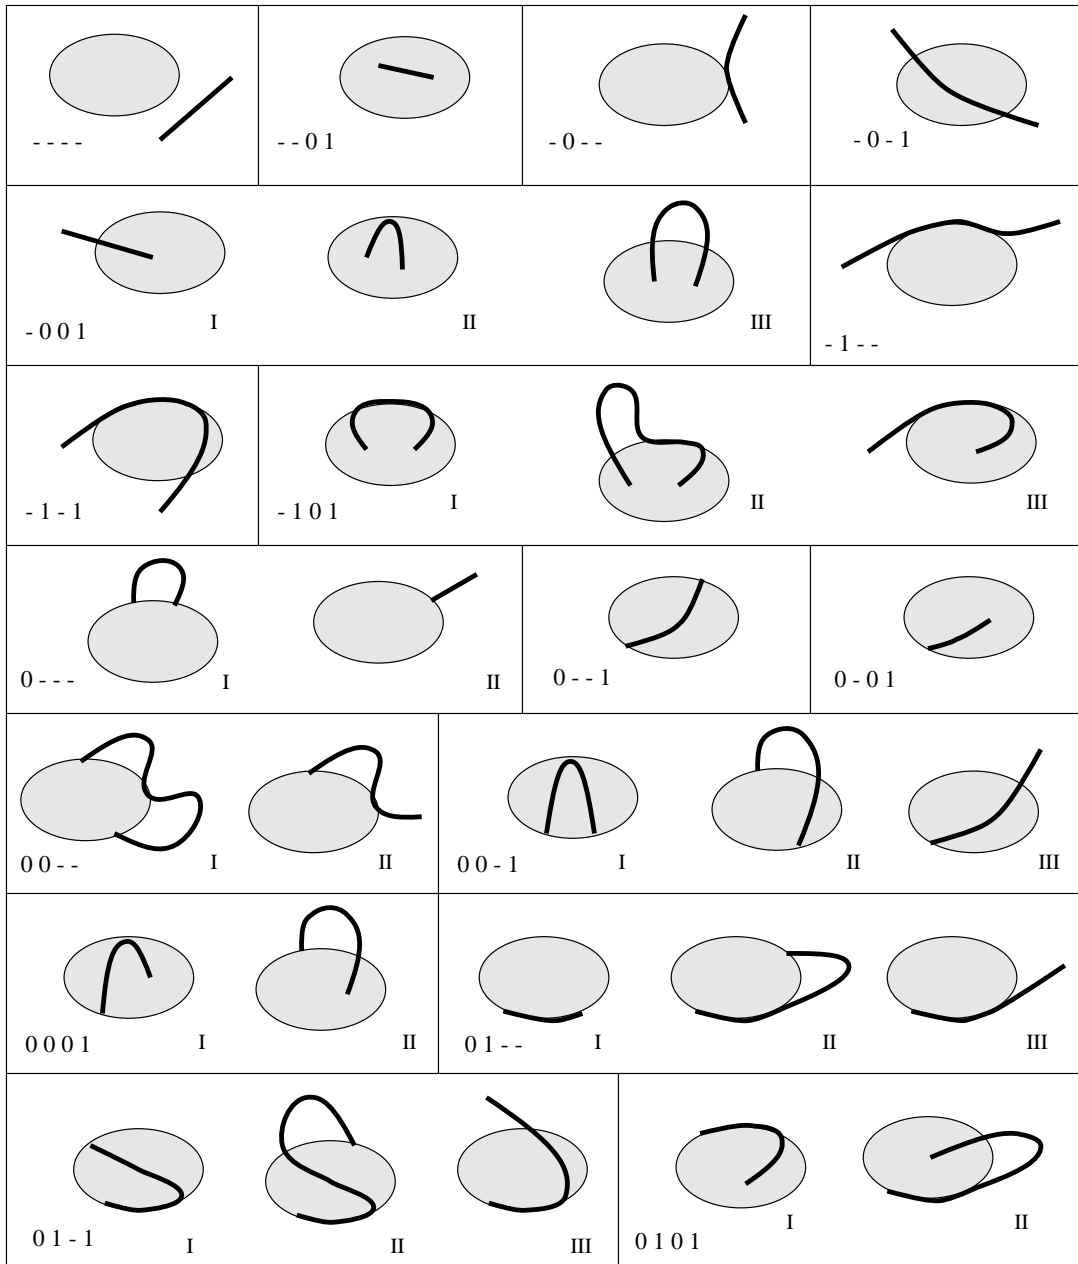 - - - -
- - 0 1
- 0 - -
- 0 - 1
- 0 0 1
I
II
III
- 1 - -
- 1 - 1
- 1 0 1
I
II
III
0 - - -
I
II
0 - - 1
0 - 0 1
0 0 - -
I
II
0 0 - 1
I
II
III
0 0 0 1
I
II
0 1 - -
I
II
III
0 1 - 1
I
II
III
0 1 0 1
I
II